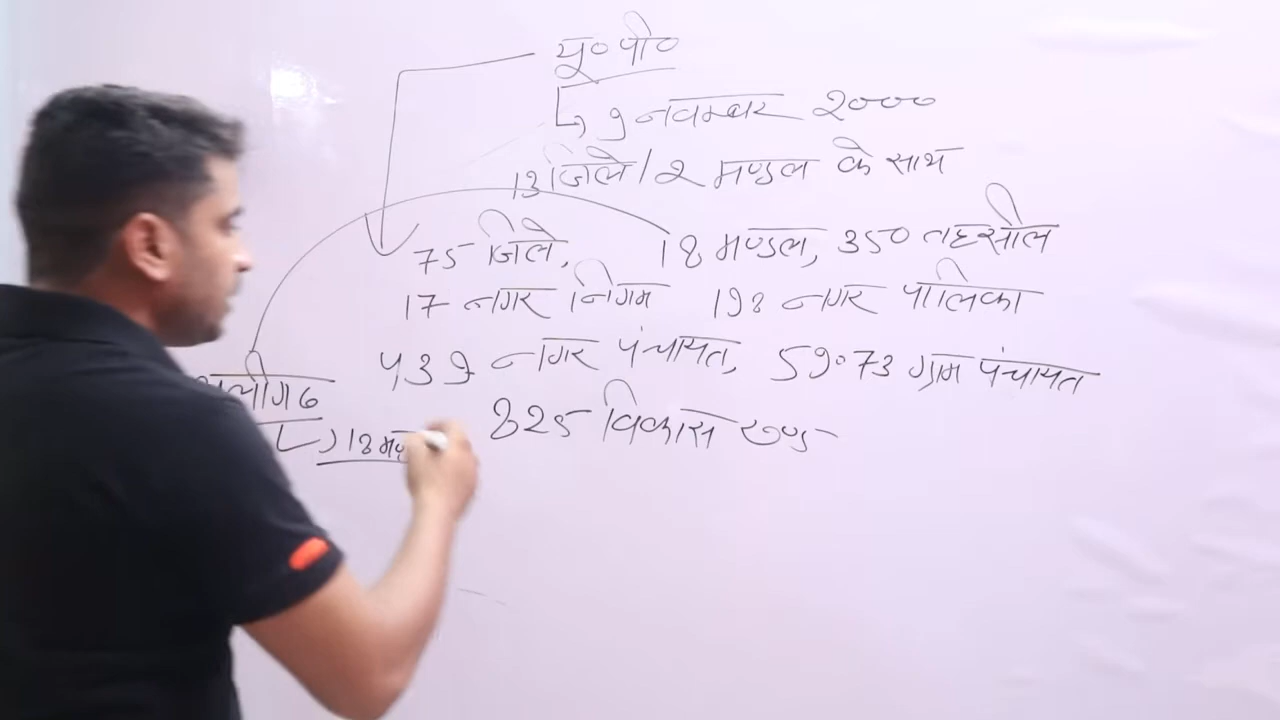 यू० पी०
9 नवम्बर 2000
13 जिले / 2 मण्डल के साथ
75 जिले, 18 मण्डल, 350 तहसील
17 नगर निगम 198 नगर पालिका
439 नगर पंचायत, 59073 ग्राम पंचायत
825 विकास खण्ड
18